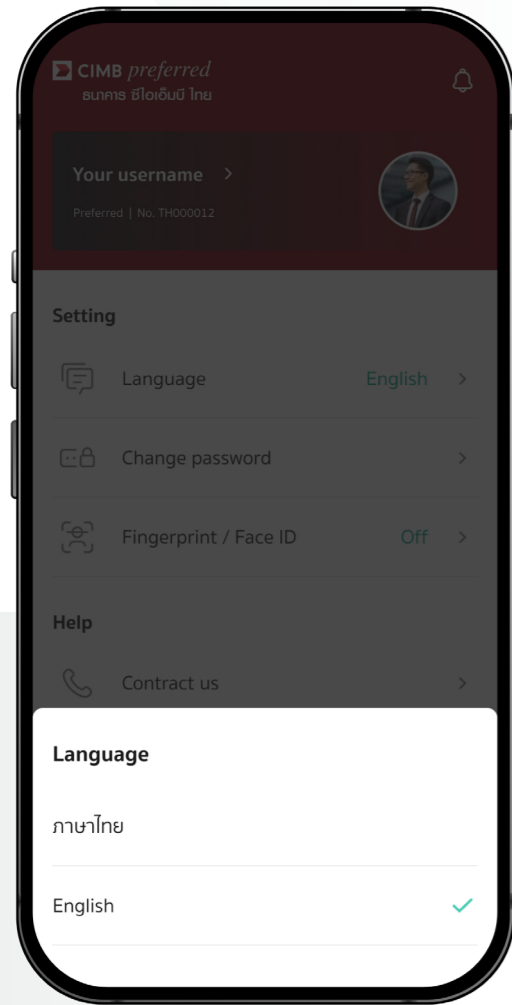 CIMB preferred
ธนาคาร ซีไอเอ็มบี ไทย
Your username
Preferred | No. TH000012
Setting
Language English
Change password
Fingerprint / Face ID Off
Help
Contract us
Language
ภาษาไทย
English